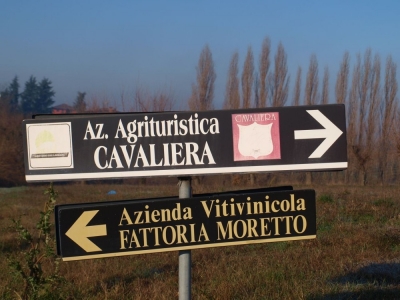 Az. Agrituristica
CAVALIERA
CAVALIERA
Azienda Vitivinicola
FATTORIA MORETTO